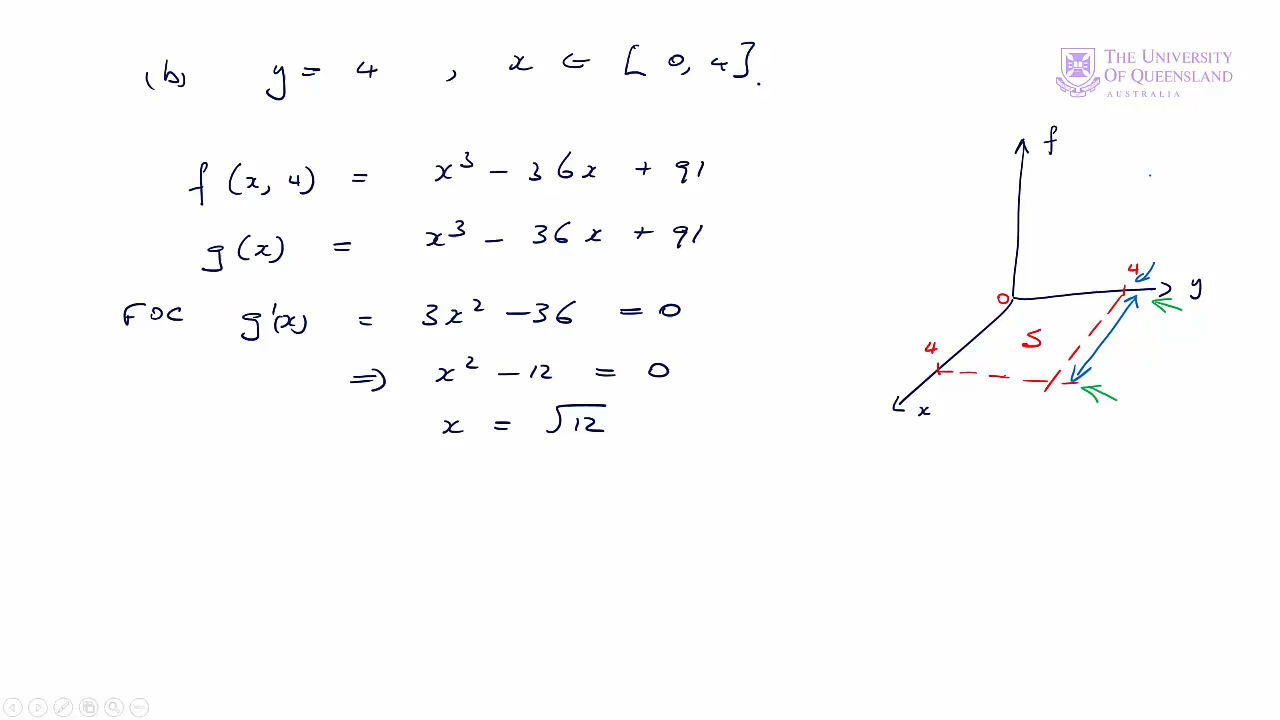 (b) y = 4 , x ∈ [0, 4].
THE UNIVERSITY
OF QUEENSLAND
AUSTRALIA
f (x, 4) = x³ − 36x + 91
g (x) = x³ − 36x + 91
FOC g'(x) = 3x² − 36 = 0
⇒ x² − 12 = 0
x = √12
f
4
y
0
S
4
x